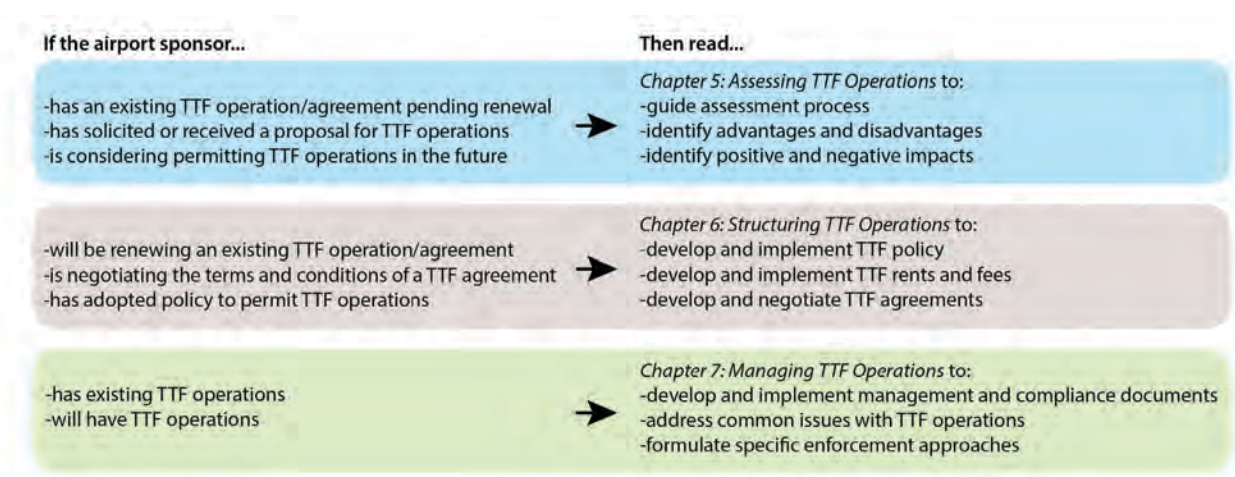 If the airport sponsor...
Then read...
-has an existing TTF operation/agreement pending renewal
-has solicited or received a proposal for TTF operations
-is considering permitting TTF operations in the future
Chapter 5: Assessing TTF Operations to:
-guide assessment process
-identify advantages and disadvantages
-identify positive and negative impacts
-will be renewing an existing TTF operation/agreement
-is negotiating the terms and conditions of a TTF agreement
-has adopted policy to permit TTF operations
Chapter 6: Structuring TTF Operations to:
-develop and implement TTF policy
-develop and implement TTF rents and fees
-develop and negotiate TTF agreements
-has existing TTF operations
-will have TTF operations
Chapter 7: Managing TTF Operations to:
-develop and implement management and compliance documents
-address common issues with TTF operations
-formulate specific enforcement approaches